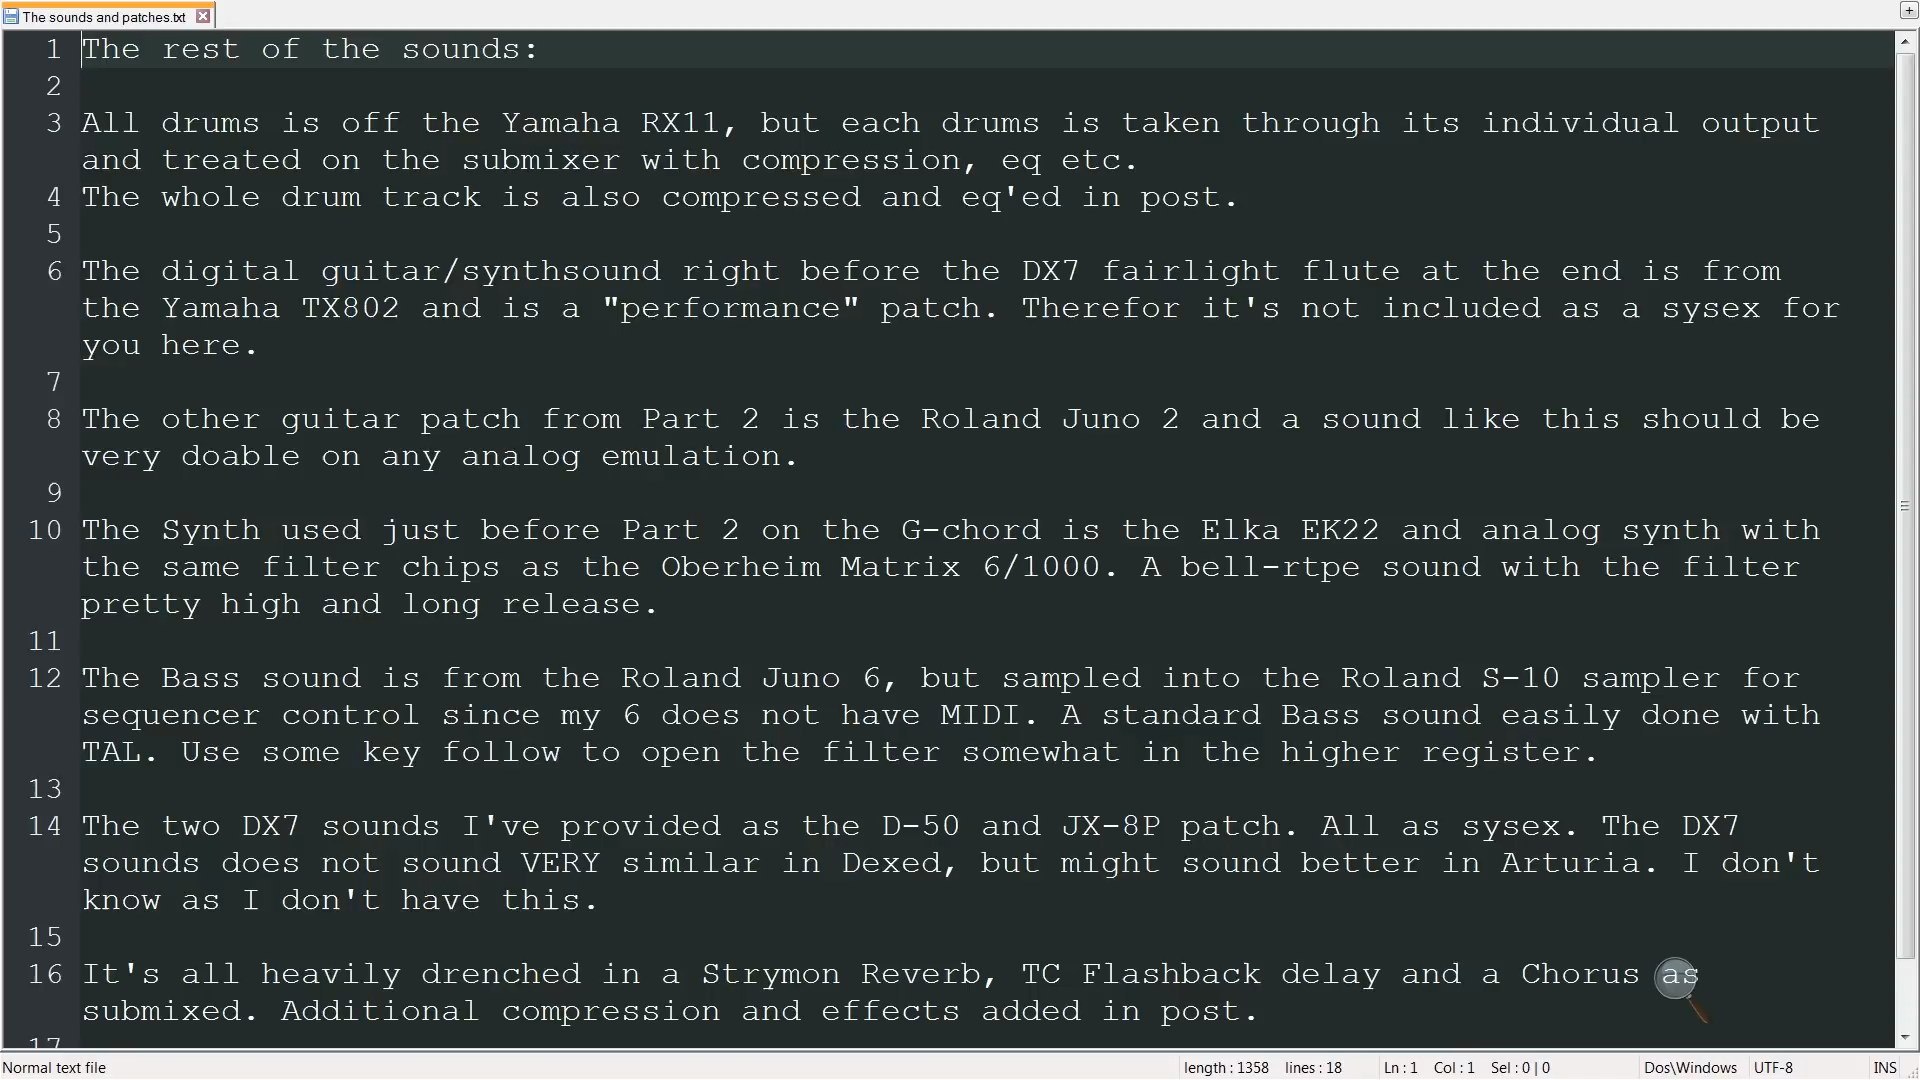 The sounds and patches.txt
1 The rest of the sounds:
2
3 All drums is off the Yamaha RX11, but each drums is taken through its individual output
and treated on the submixer with compression, eq etc.
4 The whole drum track is also compressed and eq'ed in post.
5
6 The digital guitar/synthsound right before the DX7 fairlight flute at the end is from
the Yamaha TX802 and is a "performance" patch. Therefor it's not included as a sysex for
you here.
7
8 The other guitar patch from Part 2 is the Roland Juno 2 and a sound like this should be
very doable on any analog emulation.
9
10 The Synth used just before Part 2 on the G-chord is the Elka EK22 and analog synth with
the same filter chips as the Oberheim Matrix 6/1000. A bell-rtpe sound with the filter
pretty high and long release.
11
12 The Bass sound is from the Roland Juno 6, but sampled into the Roland S-10 sampler for
sequencer control since my 6 does not have MIDI. A standard Bass sound easily done with
TAL. Use some key follow to open the filter somewhat in the higher register.
13
14 The two DX7 sounds I've provided as the D-50 and JX-8P patch. All as sysex. The DX7
sounds does not sound VERY similar in Dexed, but might sound better in Arturia. I don't
know as I don't have this.
15
16 It's all heavily drenched in a Strymon Reverb, TC Flashback delay and a Chorus as
submixed. Additional compression and effects added in post.
17
Normal text file length : 1358 lines : 18 Ln : 1 Col : 1 Sel : 0 | 0 Dos\Windows UTF-8 INS